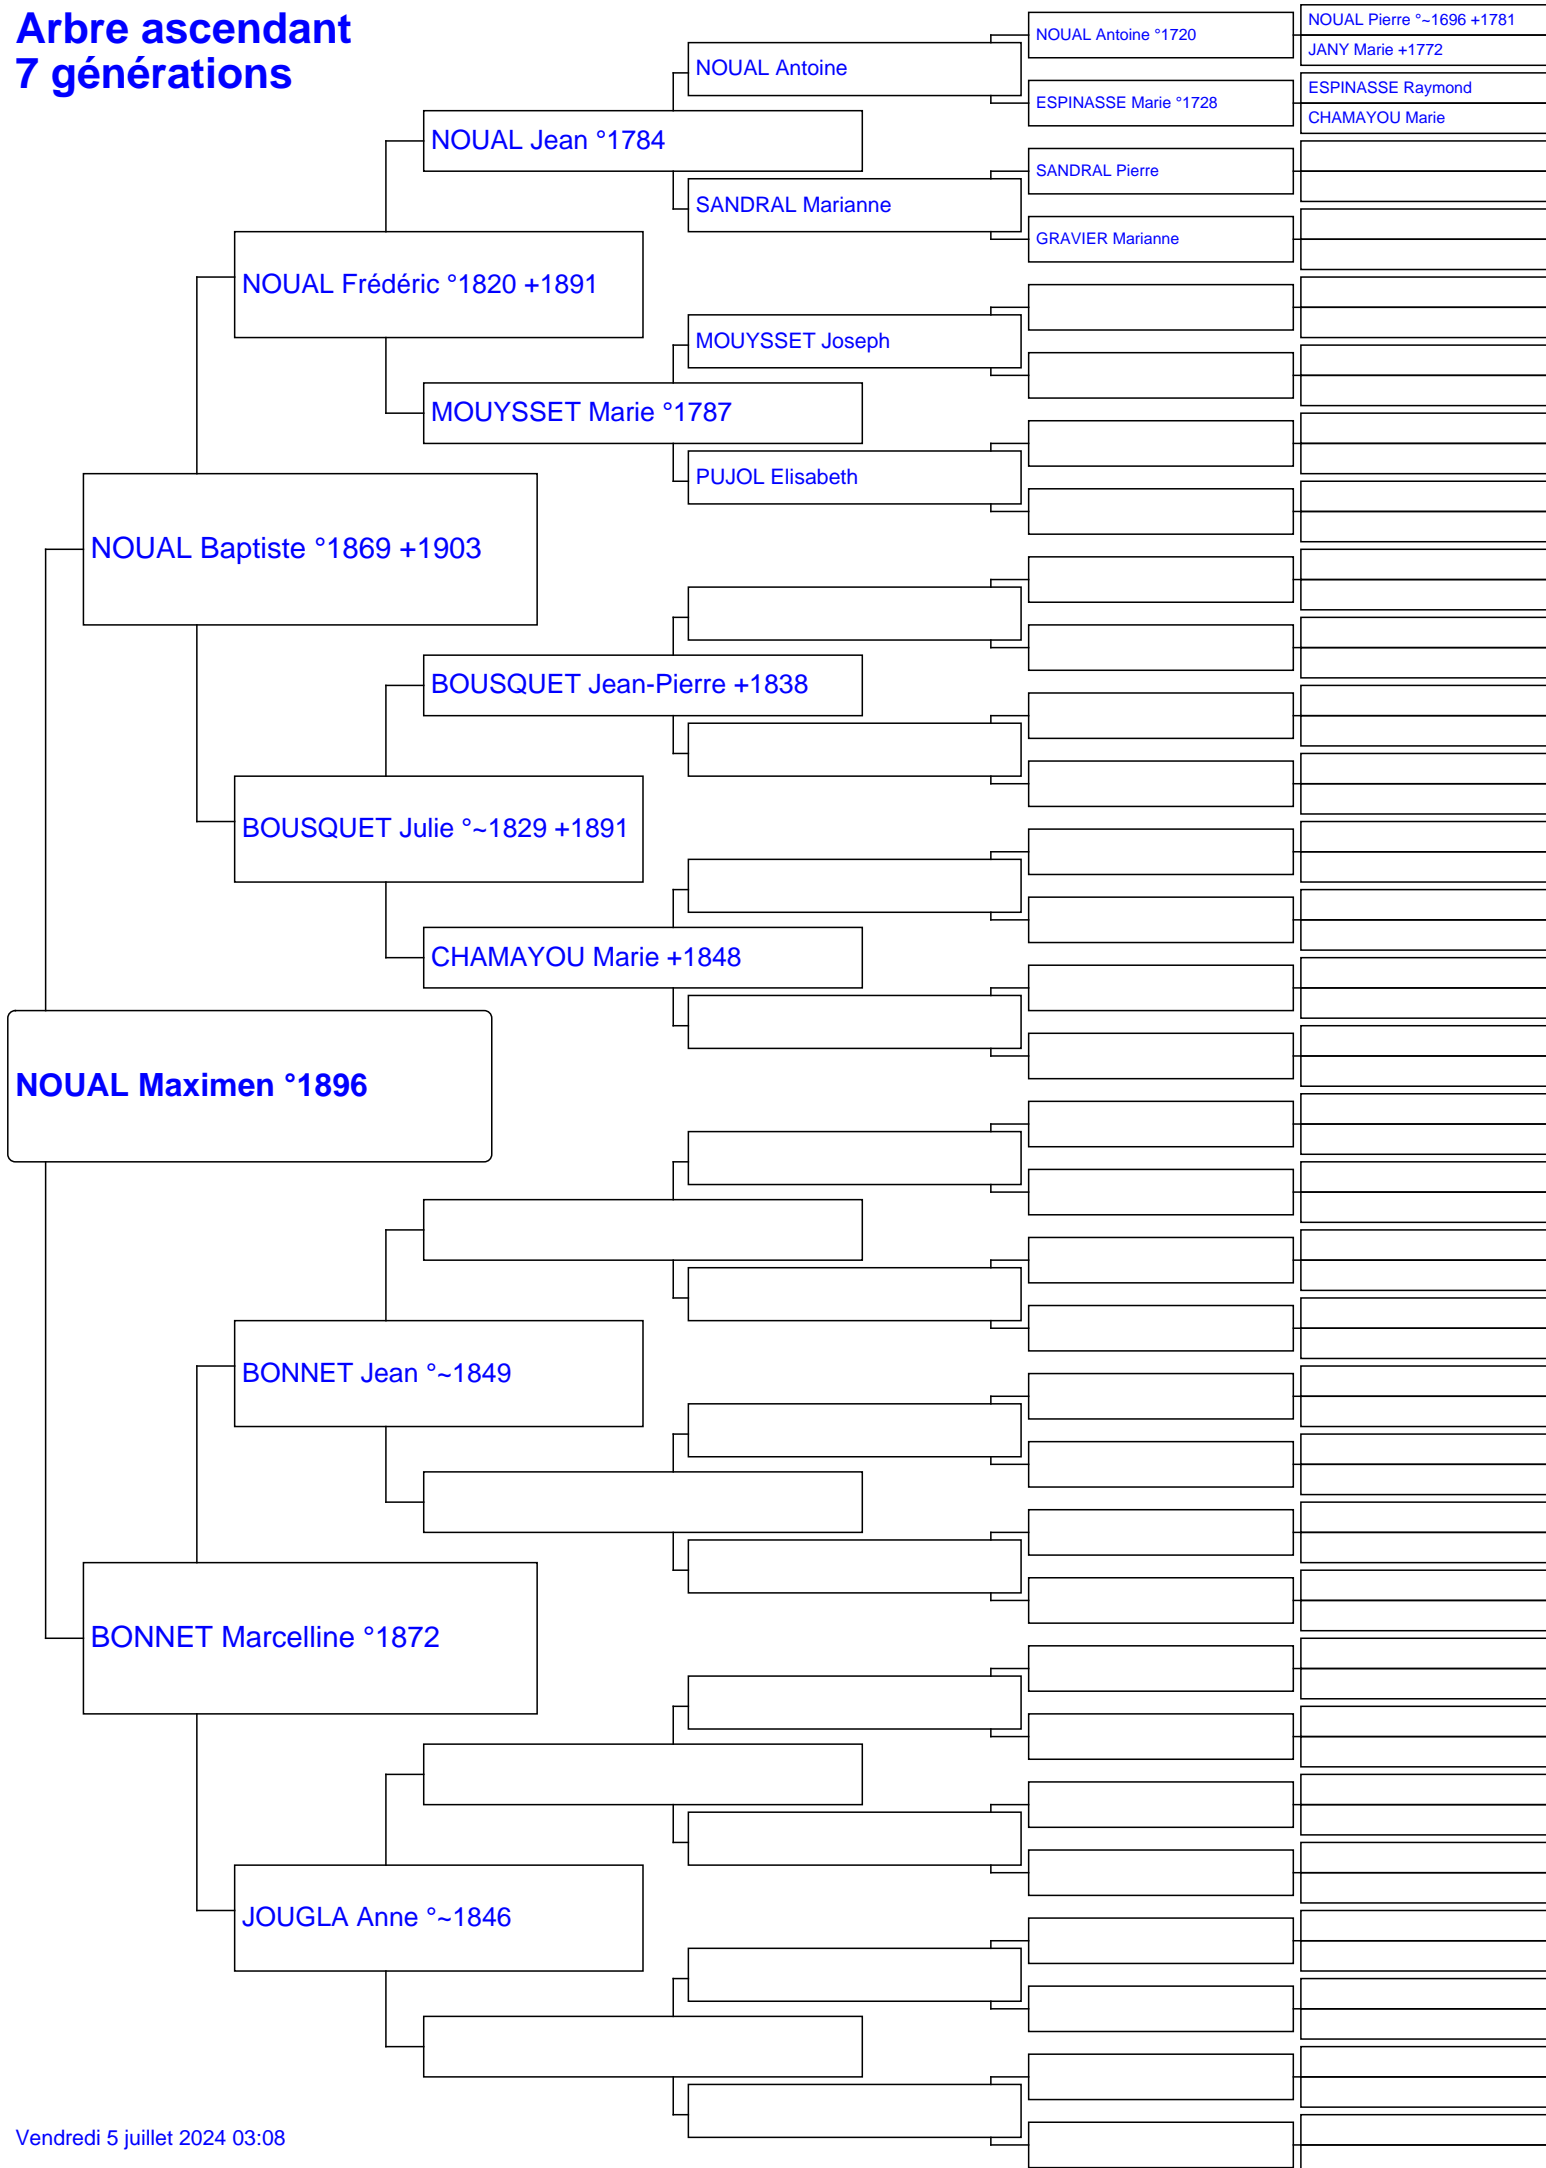 Arbre ascendant
7 générations
NOUAL Pierre °~1696 +1781
NOUAL Antoine °1720
JANY Marie +1772
NOUAL Antoine
ESPINASSE Raymond
ESPINASSE Marie °1728
CHAMAYOU Marie
NOUAL Jean °1784
SANDRAL Pierre
SANDRAL Marianne
GRAVIER Marianne
NOUAL Frédéric °1820 +1891
MOUYSSET Joseph
MOUYSSET Marie °1787
PUJOL Elisabeth
NOUAL Baptiste °1869 +1903
BOUSQUET Jean-Pierre +1838
BOUSQUET Julie °~1829 +1891
CHAMAYOU Marie +1848
NOUAL Maximen °1896
BONNET Jean °~1849
BONNET Marcelline °1872
JOUGLA Anne °~1846
Vendredi 5 juillet 2024 03:08